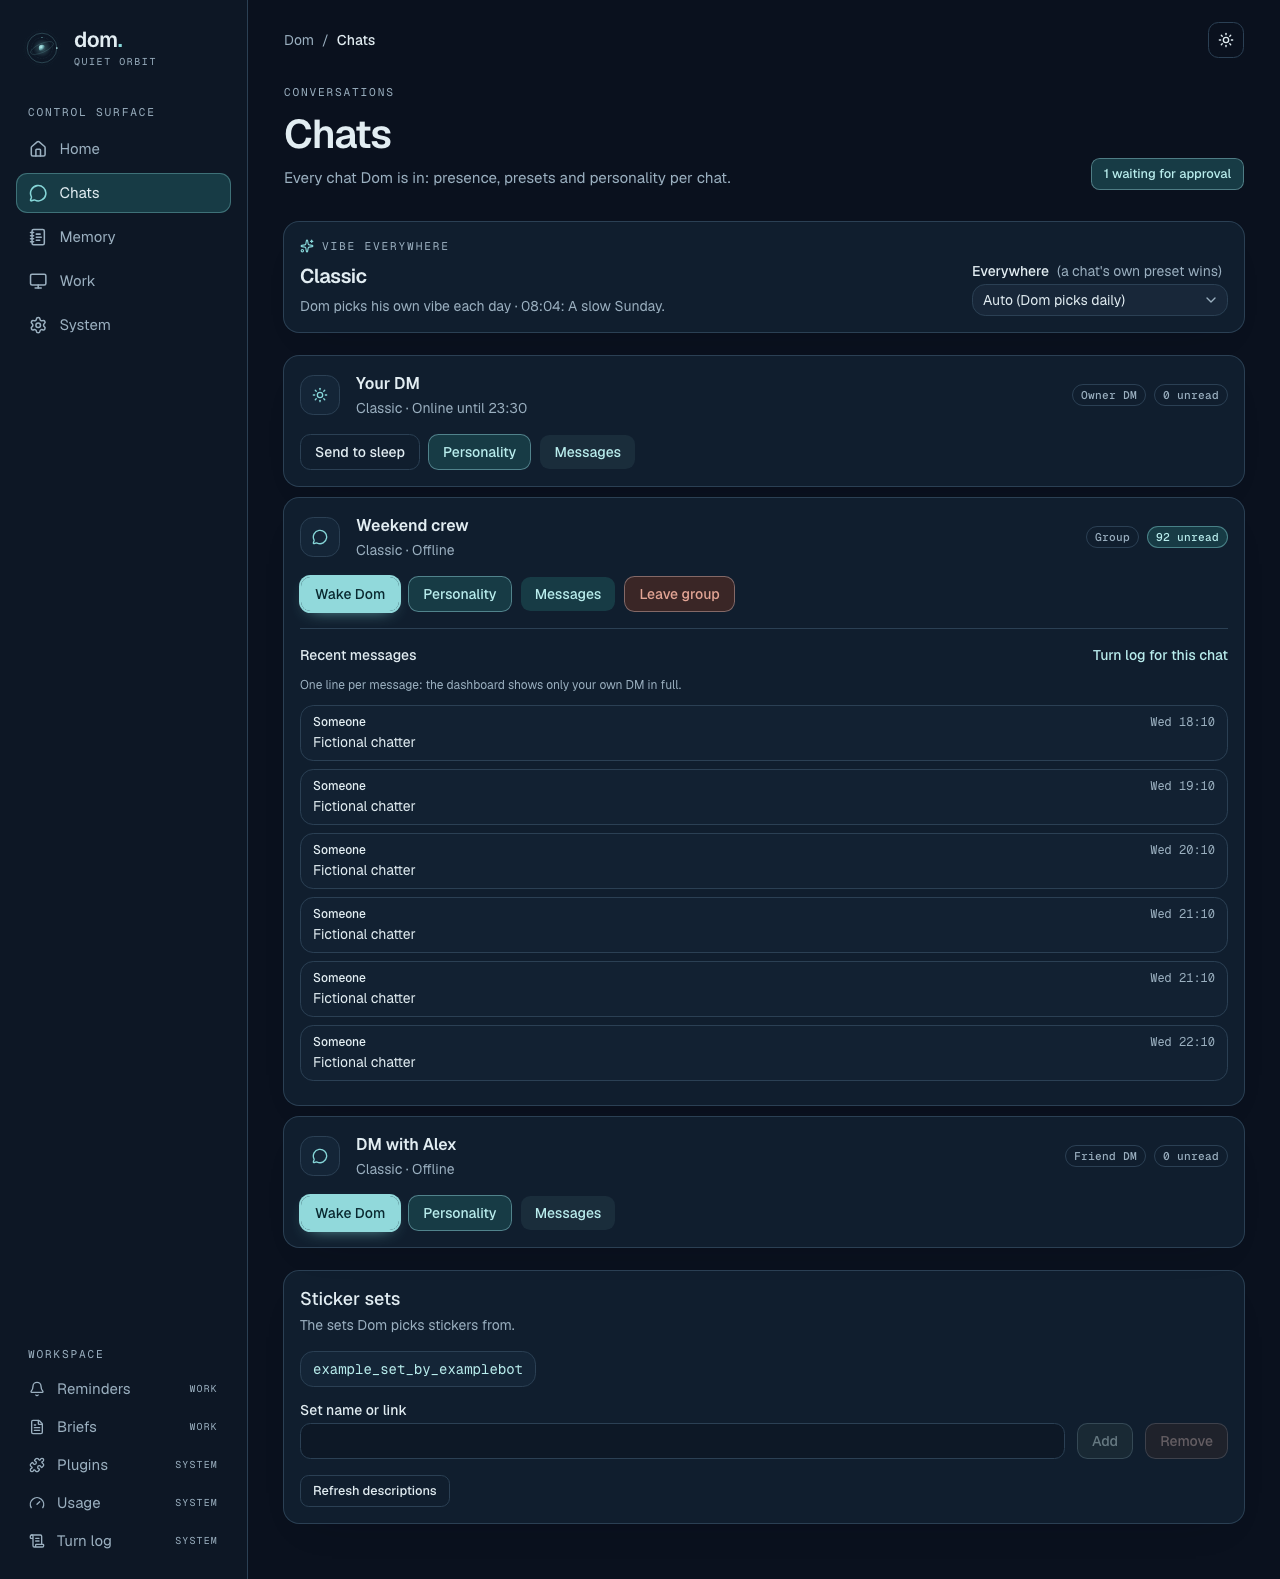 dom.
QUIET ORBIT
CONTROL SURFACE
Home
Chats
Memory
Work
System
WORKSPACE
Reminders WORK
Briefs WORK
Plugins SYSTEM
Usage SYSTEM
Turn log SYSTEM
Dom / Chats
CONVERSATIONS
Chats
Every chat Dom is in: presence, presets and personality per chat.
1 waiting for approval
VIBE EVERYWHERE
Classic
Dom picks his own vibe each day · 08:04: A slow Sunday.
Everywhere (a chat's own preset wins)
Auto (Dom picks daily)
Your DM
Classic · Online until 23:30
Owner DM 0 unread
Send to sleep Personality Messages
Weekend crew
Classic · Offline
Group 92 unread
Wake Dom Personality Messages Leave group
Recent messages Turn log for this chat
One line per message: the dashboard shows only your own DM in full.
Someone Wed 18:10
Fictional chatter
Someone Wed 19:10
Fictional chatter
Someone Wed 20:10
Fictional chatter
Someone Wed 21:10
Fictional chatter
Someone Wed 21:10
Fictional chatter
Someone Wed 22:10
Fictional chatter
DM with Alex
Classic · Offline
Friend DM 0 unread
Wake Dom Personality Messages
Sticker sets
The sets Dom picks stickers from.
example_set_by_examplebot
Set name or link
Add Remove
Refresh descriptions